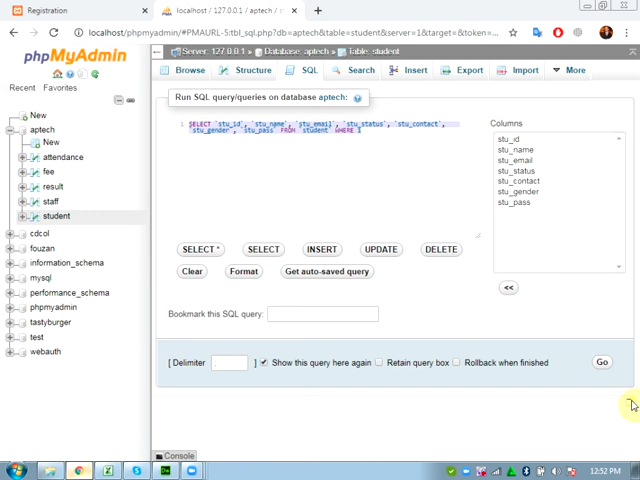 Registration
localhost / 127.0.0.1 / aptech
localhost/phpmyadmin/#PMAURL-5:tbl_sql.php?db=aptech&table=student&server=1&target=&token=...
phpMyAdmin
Recent Favorites
New
aptech
New
attendance
fee
result
staff
student
cdcol
fouzan
information_schema
mysql
performance_schema
phpmyadmin
tastyburger
test
webauth
Server: 127.0.0.1 » Database: aptech » Table: student
Browse Structure SQL Search Insert Export Import More
Run SQL query/queries on database aptech:
1 SELECT `stu_id`, `stu_name`, `stu_email`, `stu_status`, `stu_contact`,
`stu_gender`, `stu_pass` FROM `student` WHERE 1
Columns
stu_id
stu_name
stu_email
stu_status
stu_contact
stu_gender
stu_pass
SELECT * SELECT INSERT UPDATE DELETE
Clear Format Get auto-saved query
<<
Bookmark this SQL query:
[ Delimiter ] Show this query here again Retain query box Rollback when finished Go
Console
12:52 PM